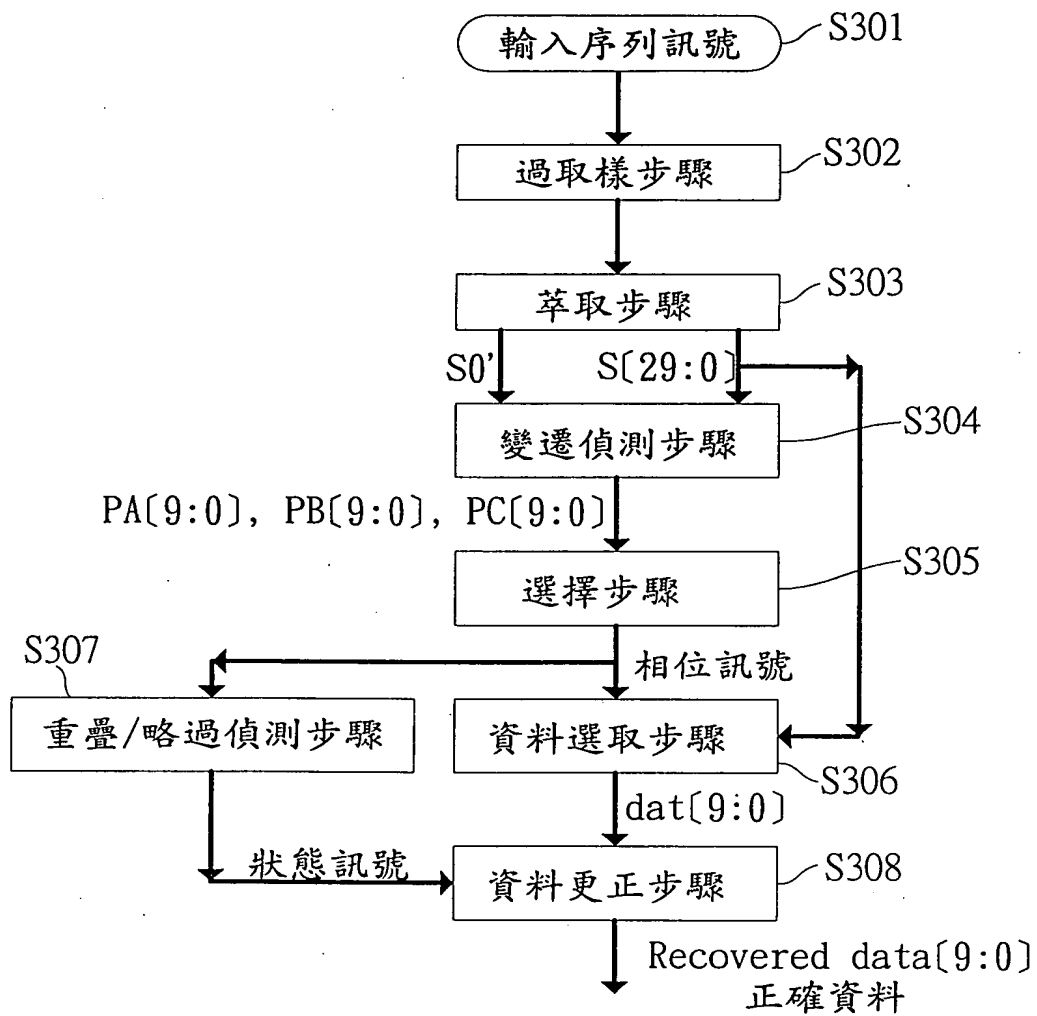 輸入序列訊號
S301
過取樣步驟
S302
萃取步驟
S303
S0'
S[29:0]
變遷偵測步驟
S304
PA[9:0], PB[9:0], PC[9:0]
選擇步驟
S305
相位訊號
S307
重疊/略過偵測步驟
資料選取步驟
S306
dat[9:0]
狀態訊號
資料更正步驟
S308
Recovered data[9:0]
正確資料